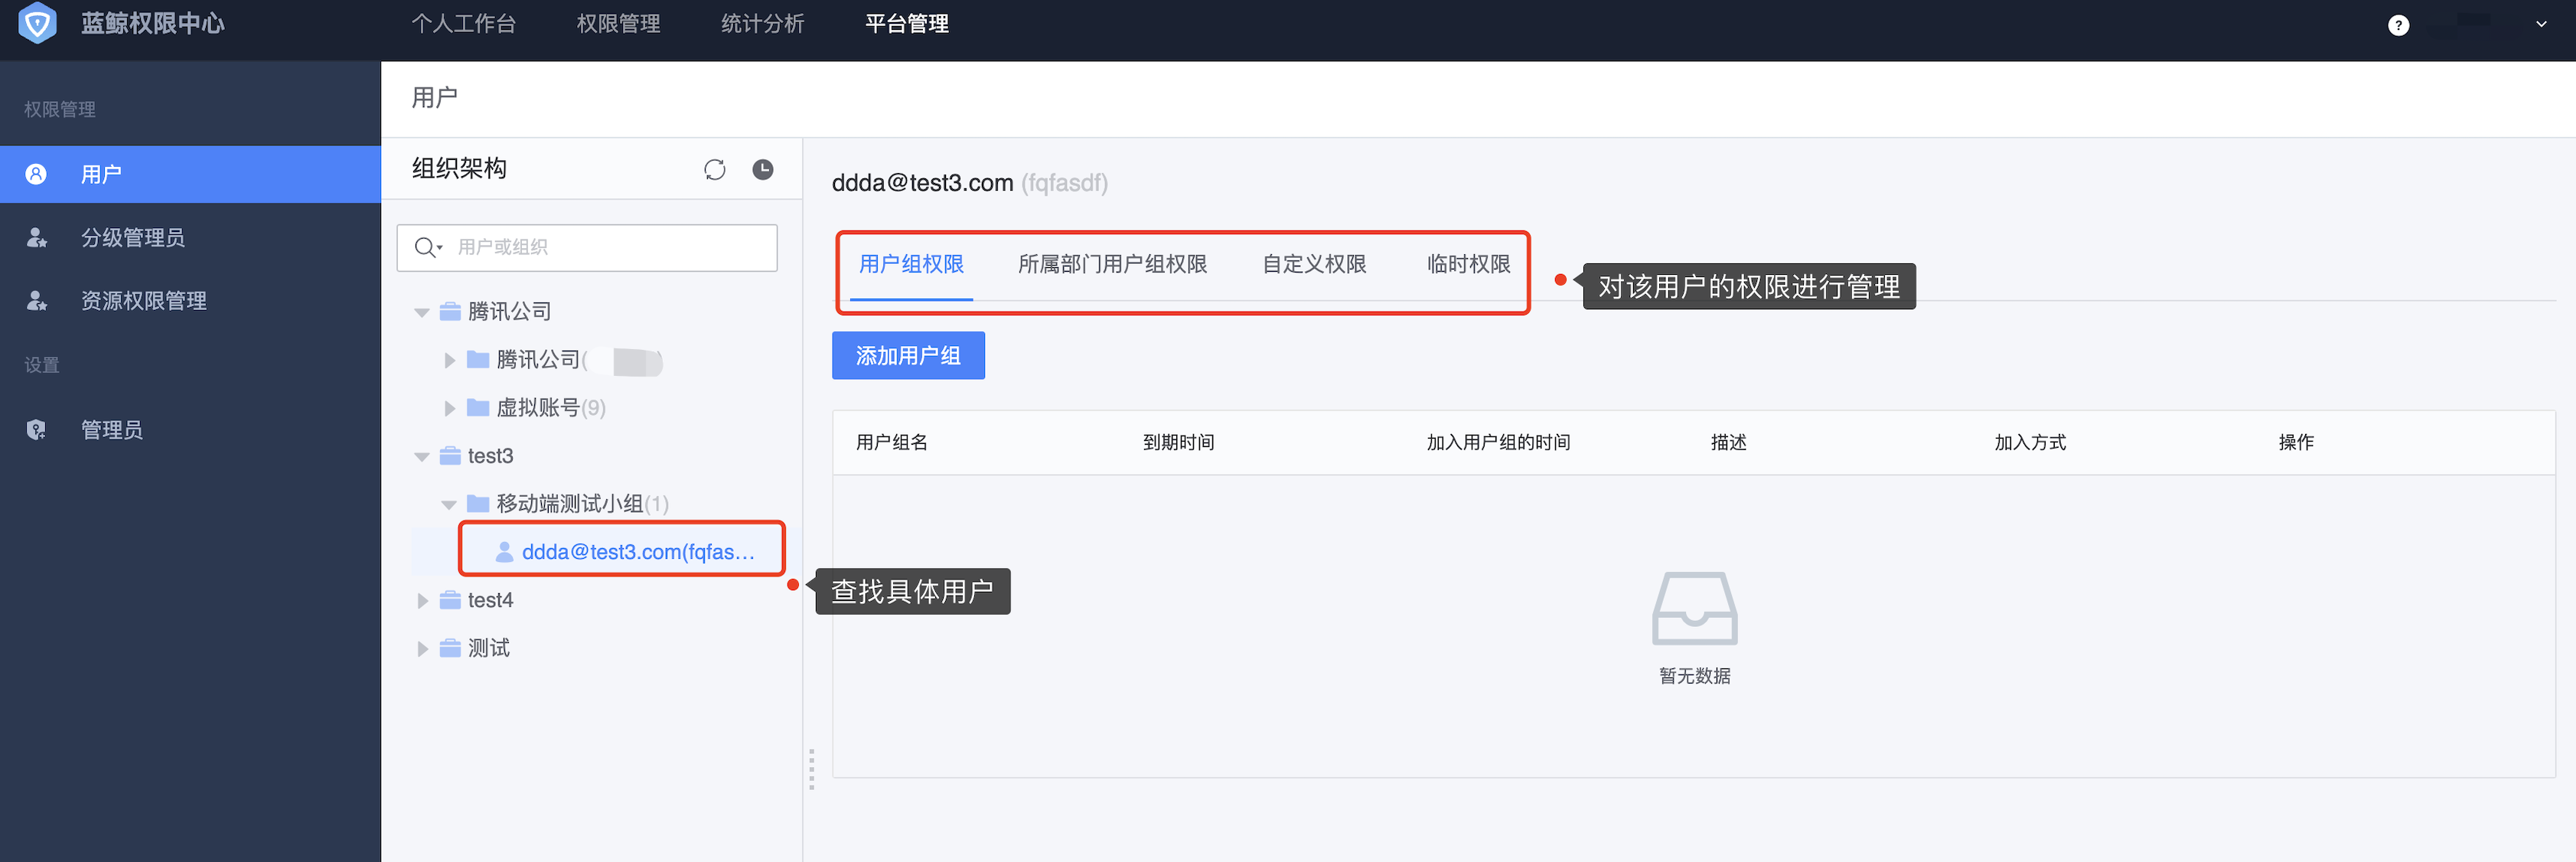 蓝鲸权限中心
个人工作台 权限管理 统计分析 平台管理
权限管理
用户
分级管理员
资源权限管理
设置
管理员
用户
组织架构
用户或组织
腾讯公司
腾讯公司(
虚拟账号(9)
test3
移动端测试小组(1)
ddda@test3.com(fqfas...
查找具体用户
test4
测试
ddda@test3.com (fqfasdf)
用户组权限 所属部门用户组权限 自定义权限 临时权限
对该用户的权限进行管理
添加用户组
用户组名 到期时间 加入用户组的时间 描述 加入方式 操作
暂无数据